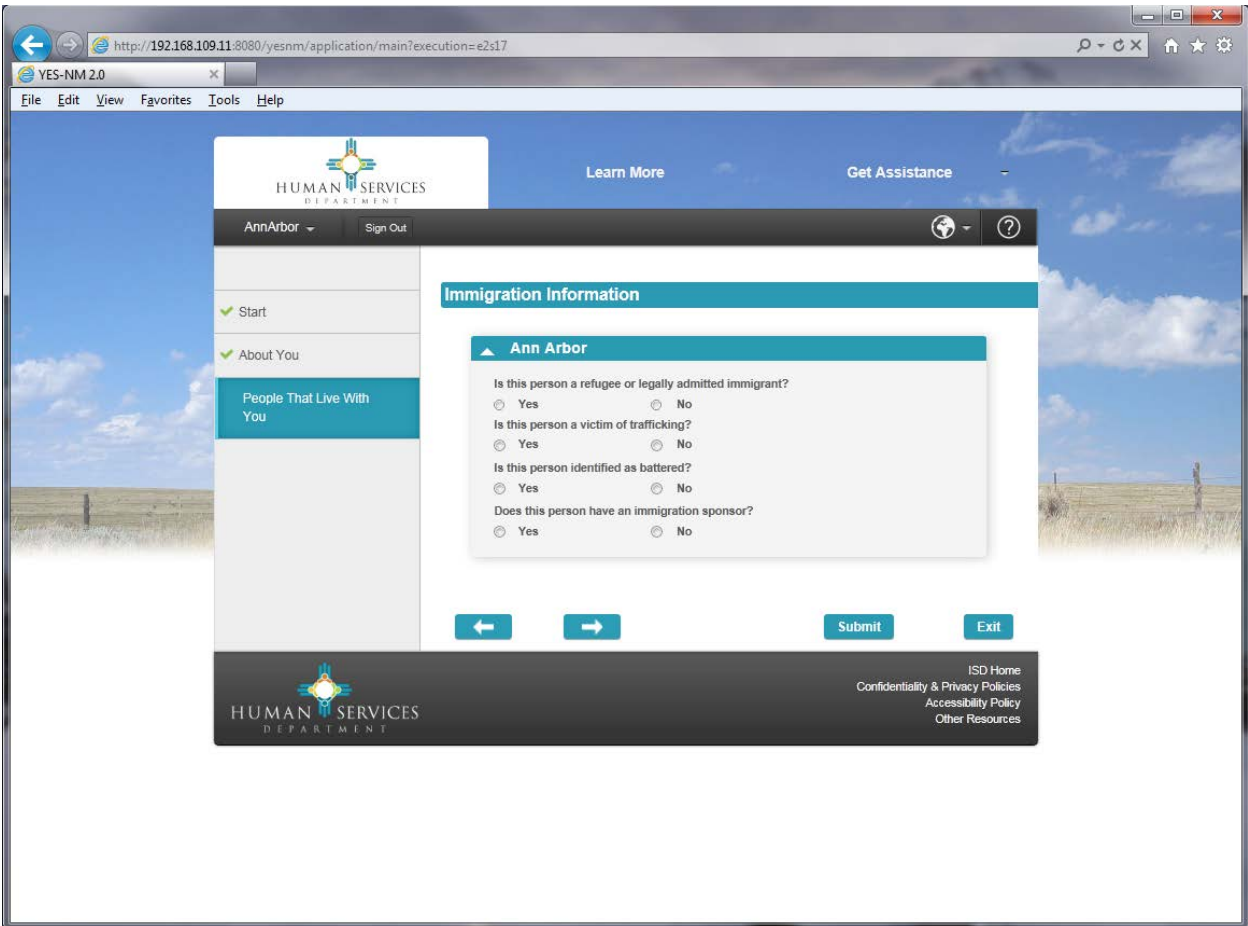 http://192.168.109.11:8080/yesnm/application/main?execution=e2s17
YES-NM 2.0
File Edit View Favorites Tools Help
HUMAN SERVICES
DEPARTMENT
Learn More
Get Assistance
AnnArbor
Sign Out
Start
About You
People That Live With
You
Immigration Information
Ann Arbor
Is this person a refugee or legally admitted immigrant?
Yes No
Is this person a victim of trafficking?
Yes No
Is this person identified as battered?
Yes No
Does this person have an immigration sponsor?
Yes No
Submit
Exit
HUMAN SERVICES
DEPARTMENT
ISD Home
Confidentiality & Privacy Policies
Accessibility Policy
Other Resources